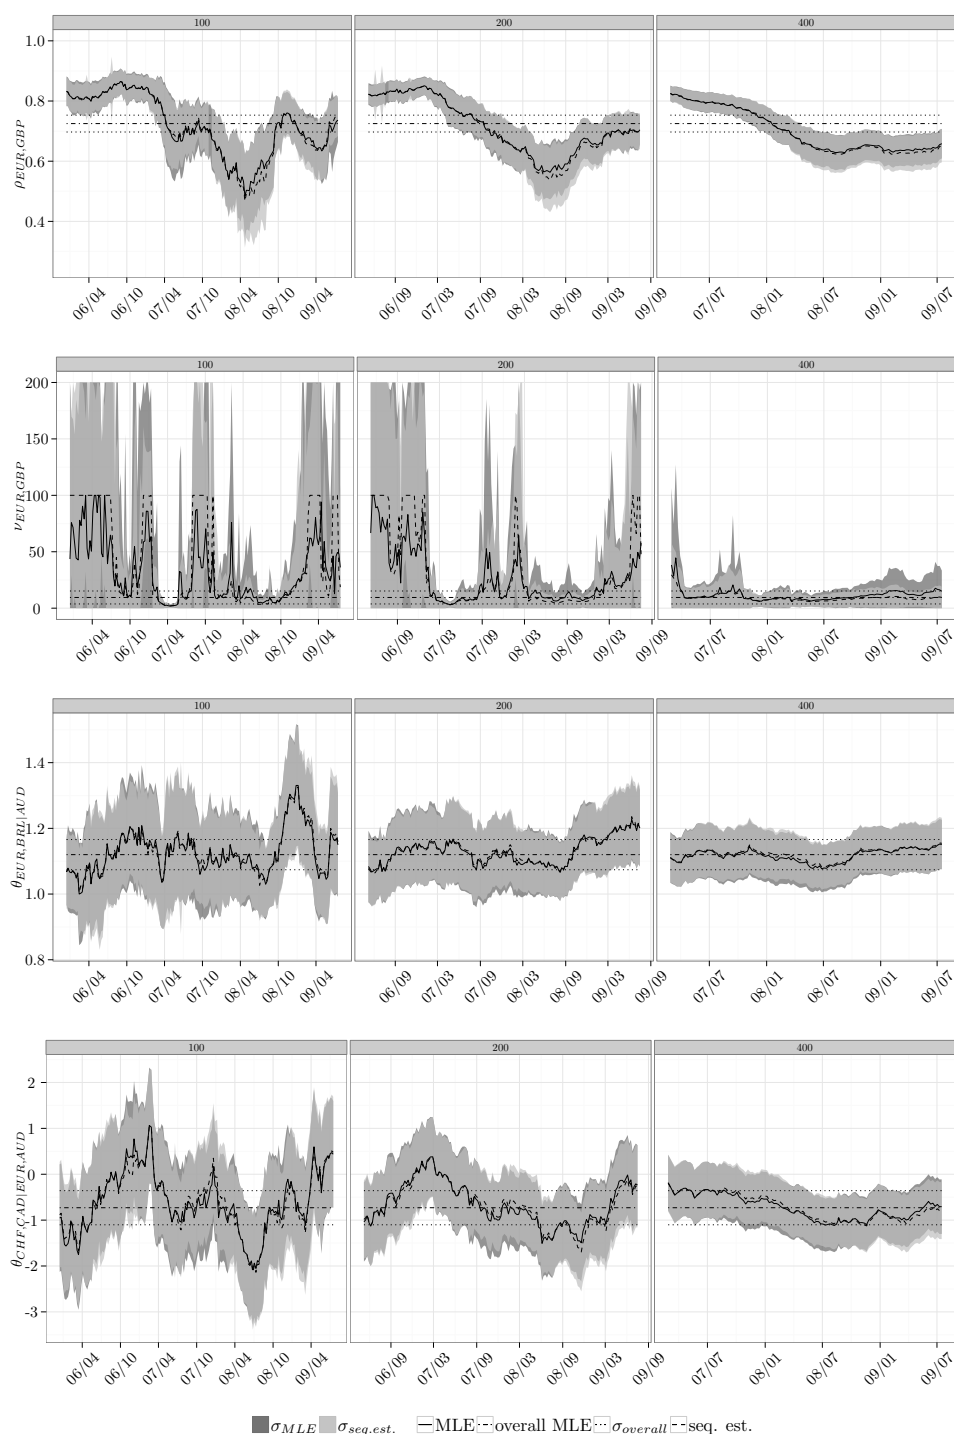 100 200 400
ρEUR,GBP
1.0
0.8
0.6
0.4
06/04 06/10 07/04 07/10 08/04 08/10 09/04 06/09 07/03 07/09 08/03 08/09 09/03 09/09 07/07 08/01 08/07 09/01 09/07
100 200 400
νEUR,GBP
200
150
100
50
0
06/04 06/10 07/04 07/10 08/04 08/10 09/04 06/09 07/03 07/09 08/03 08/09 09/03 09/09 07/07 08/01 08/07 09/01 09/07
100 200 400
θEUR,BRL|AUD
1.4
1.2
1.0
0.8
06/04 06/10 07/04 07/10 08/04 08/10 09/04 06/09 07/03 07/09 08/03 08/09 09/03 09/09 07/07 08/01 08/07 09/01 09/07
100 200 400
θCHF,CAD|EUR,AUD
2
1
0
-1
-2
-3
06/04 06/10 07/04 07/10 08/04 08/10 09/04 06/09 07/03 07/09 08/03 08/09 09/03 09/09 07/07 08/01 08/07 09/01 09/07
σMLE σseq.est. MLE overall MLE σoverall seq. est.